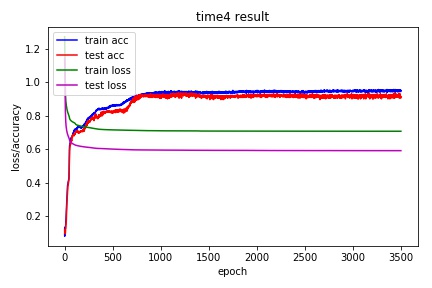 time4 result
train acc
test acc
train loss
test loss
loss/accuracy
1.2
1.0
0.8
0.6
0.4
0.2
0 500 1000 1500 2000 2500 3000 3500
epoch